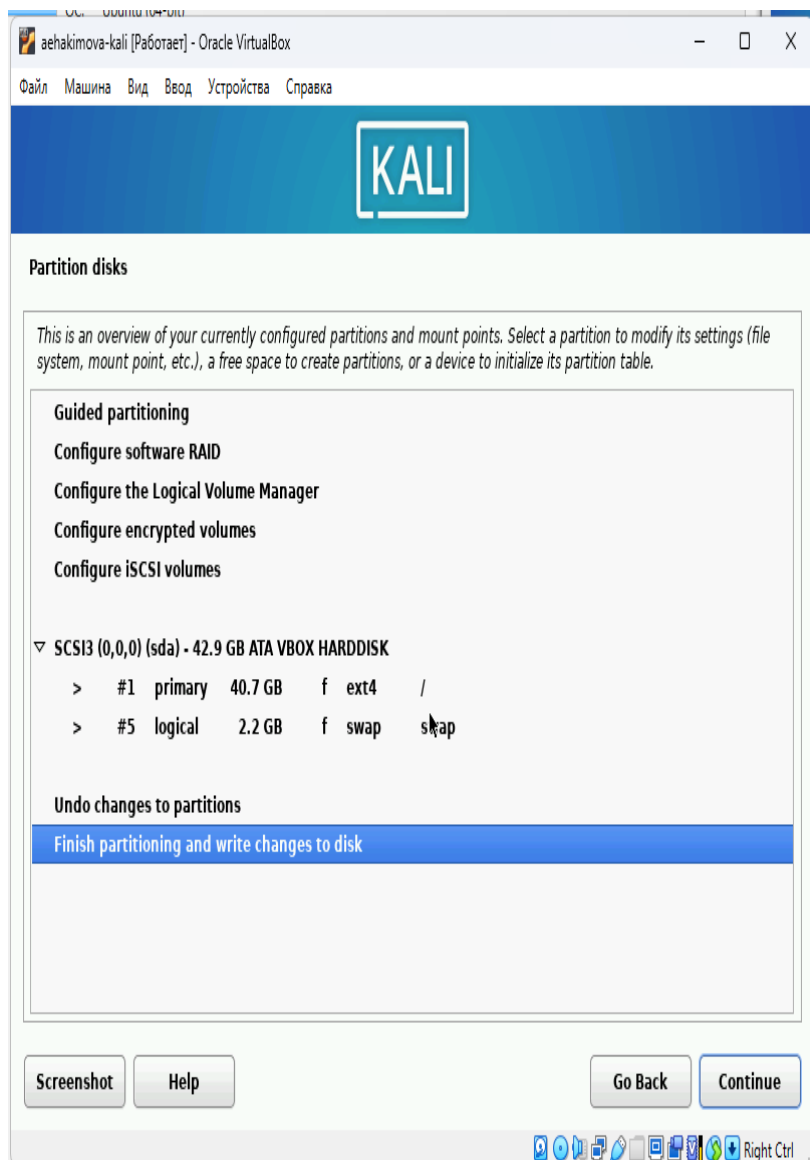 ОС: Ubuntu (64-bit)
aehakimova-kali [Работает] - Oracle VirtualBox
Файл Машина Вид Ввод Устройства Справка
KALI
Partition disks
This is an overview of your currently configured partitions and mount points. Select a partition to modify its settings (file
system, mount point, etc.), a free space to create partitions, or a device to initialize its partition table.
Guided partitioning
Configure software RAID
Configure the Logical Volume Manager
Configure encrypted volumes
Configure iSCSI volumes
SCSI3 (0,0,0) (sda) - 42.9 GB ATA VBOX HARDDISK
> #1 primary 40.7 GB f ext4 /
> #5 logical 2.2 GB f swap swap
Undo changes to partitions
Finish partitioning and write changes to disk
Screenshot Help Go Back Continue
Right Ctrl